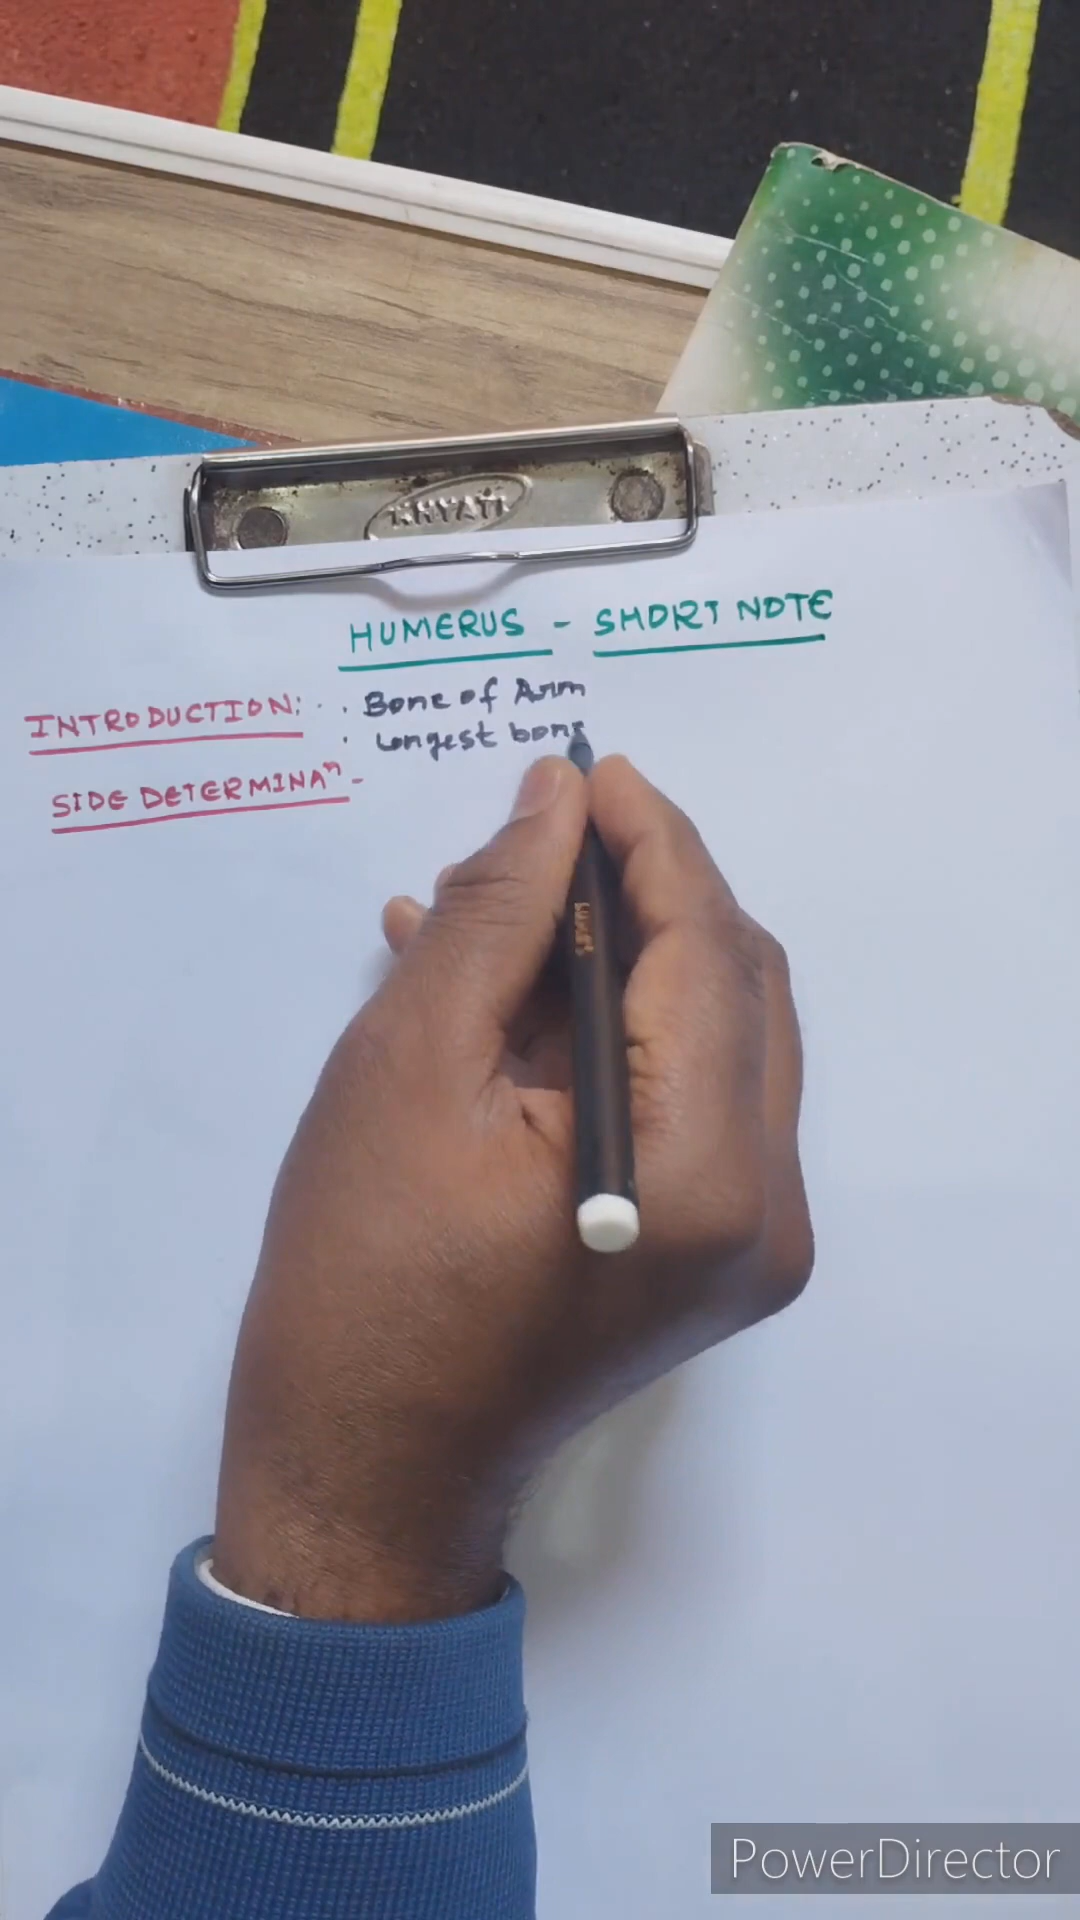 KHYATI
HUMERUS - SHORT NOTE
INTRODUCTION: · . Bone of Arm
· Longest bone
SIDE DETERMINAⁿ -
PowerDirector